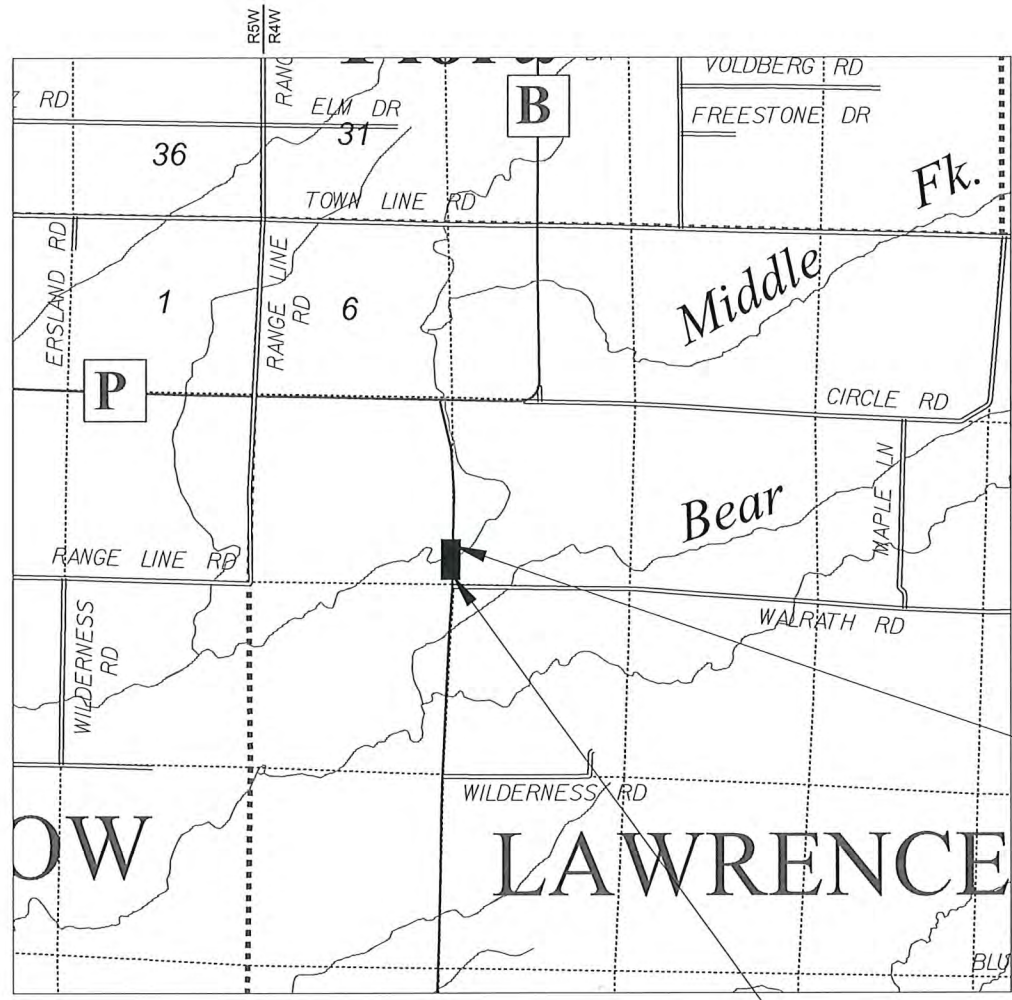 R5W
R4W
RD
ELM DR
B
VOLDBERG RD
FREESTONE DR
36
31
TOWN LINE RD
Fk.
ERSLAND RD
1
RANGE LINE RD
6
Middle
P
CIRCLE RD
MAPLE LN
Bear
RANGE LINE RD
WILDERNESS RD
WALRATH RD
WILDERNESS RD
OW
LAWRENCE
BLU